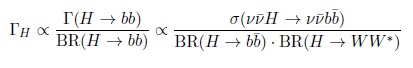 Γ_H ∝ Γ(H → bb) / BR(H → bb) ∝ σ(νν̄H → νν̄bb̄) / BR(H → bb̄) · BR(H → WW*)